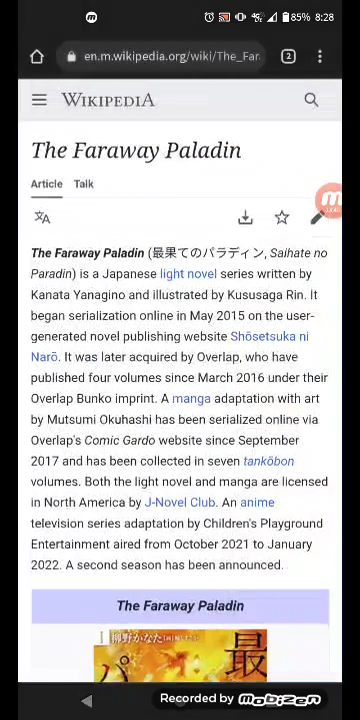 85% 8:28
en.m.wikipedia.org/wiki/The_Far
2
WIKIPEDIA
The Faraway Paladin
Article Talk
The Faraway Paladin (最果てのパラディン, Saihate no
Paradin) is a Japanese light novel series written by
Kanata Yanagino and illustrated by Kususaga Rin. It
began serialization online in May 2015 on the user-
generated novel publishing website Shōsetsuka ni
Narō. It was later acquired by Overlap, who have
published four volumes since March 2016 under their
Overlap Bunko imprint. A manga adaptation with art
by Mutsumi Okuhashi has been serialized online via
Overlap's Comic Gardo website since September
2017 and has been collected in seven tankōbon
volumes. Both the light novel and manga are licensed
in North America by J-Novel Club. An anime
television series adaptation by Children's Playground
Entertainment aired from October 2021 to January
2022. A second season has been announced.
The Faraway Paladin
I 柳野かなた
最
パ
Recorded by MOBIZEN